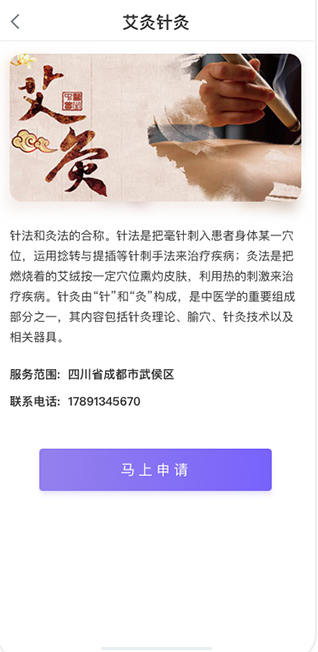 艾灸针灸
艾
灸
针法和灸法的合称。针法是把毫针刺入患者身体某一穴
位，运用捻转与提插等针刺手法来治疗疾病；灸法是把
燃烧着的艾绒按一定穴位熏灼皮肤，利用热的刺激来治
疗疾病。针灸由“针”和“灸”构成，是中医学的重要组成
部分之一，其内容包括针灸理论、腧穴、针灸技术以及
相关器具。
服务范围：四川省成都市武侯区
联系电话：17891345670
马上申请